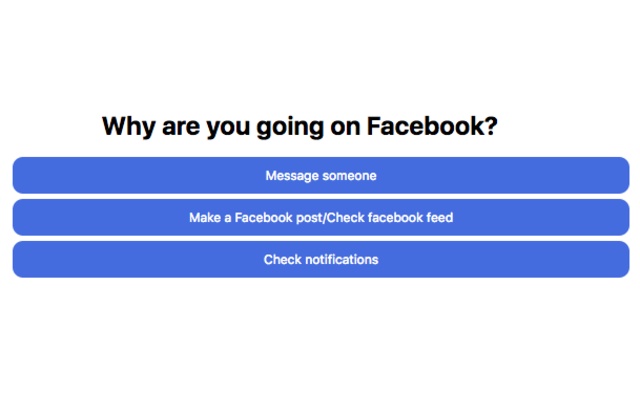 Why are you going on Facebook?
Message someone
Make a Facebook post/Check facebook feed
Check notifications